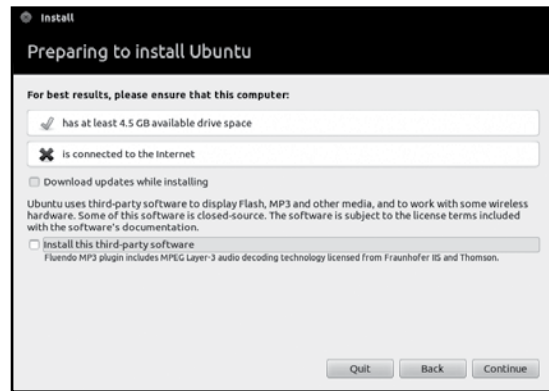 Install
Preparing to install Ubuntu
For best results, please ensure that this computer:
has at least 4.5 GB available drive space
is connected to the Internet
Download updates while installing
Ubuntu uses third-party software to display Flash, MP3 and other media, and to work with some wireless
hardware. Some of this software is closed-source. The software is subject to the license terms included
with the software's documentation.
Install this third-party software
Fluendo MP3 plugin includes MPEG Layer-3 audio decoding technology licensed from Fraunhofer IIS and Thomson.
Quit Back Continue